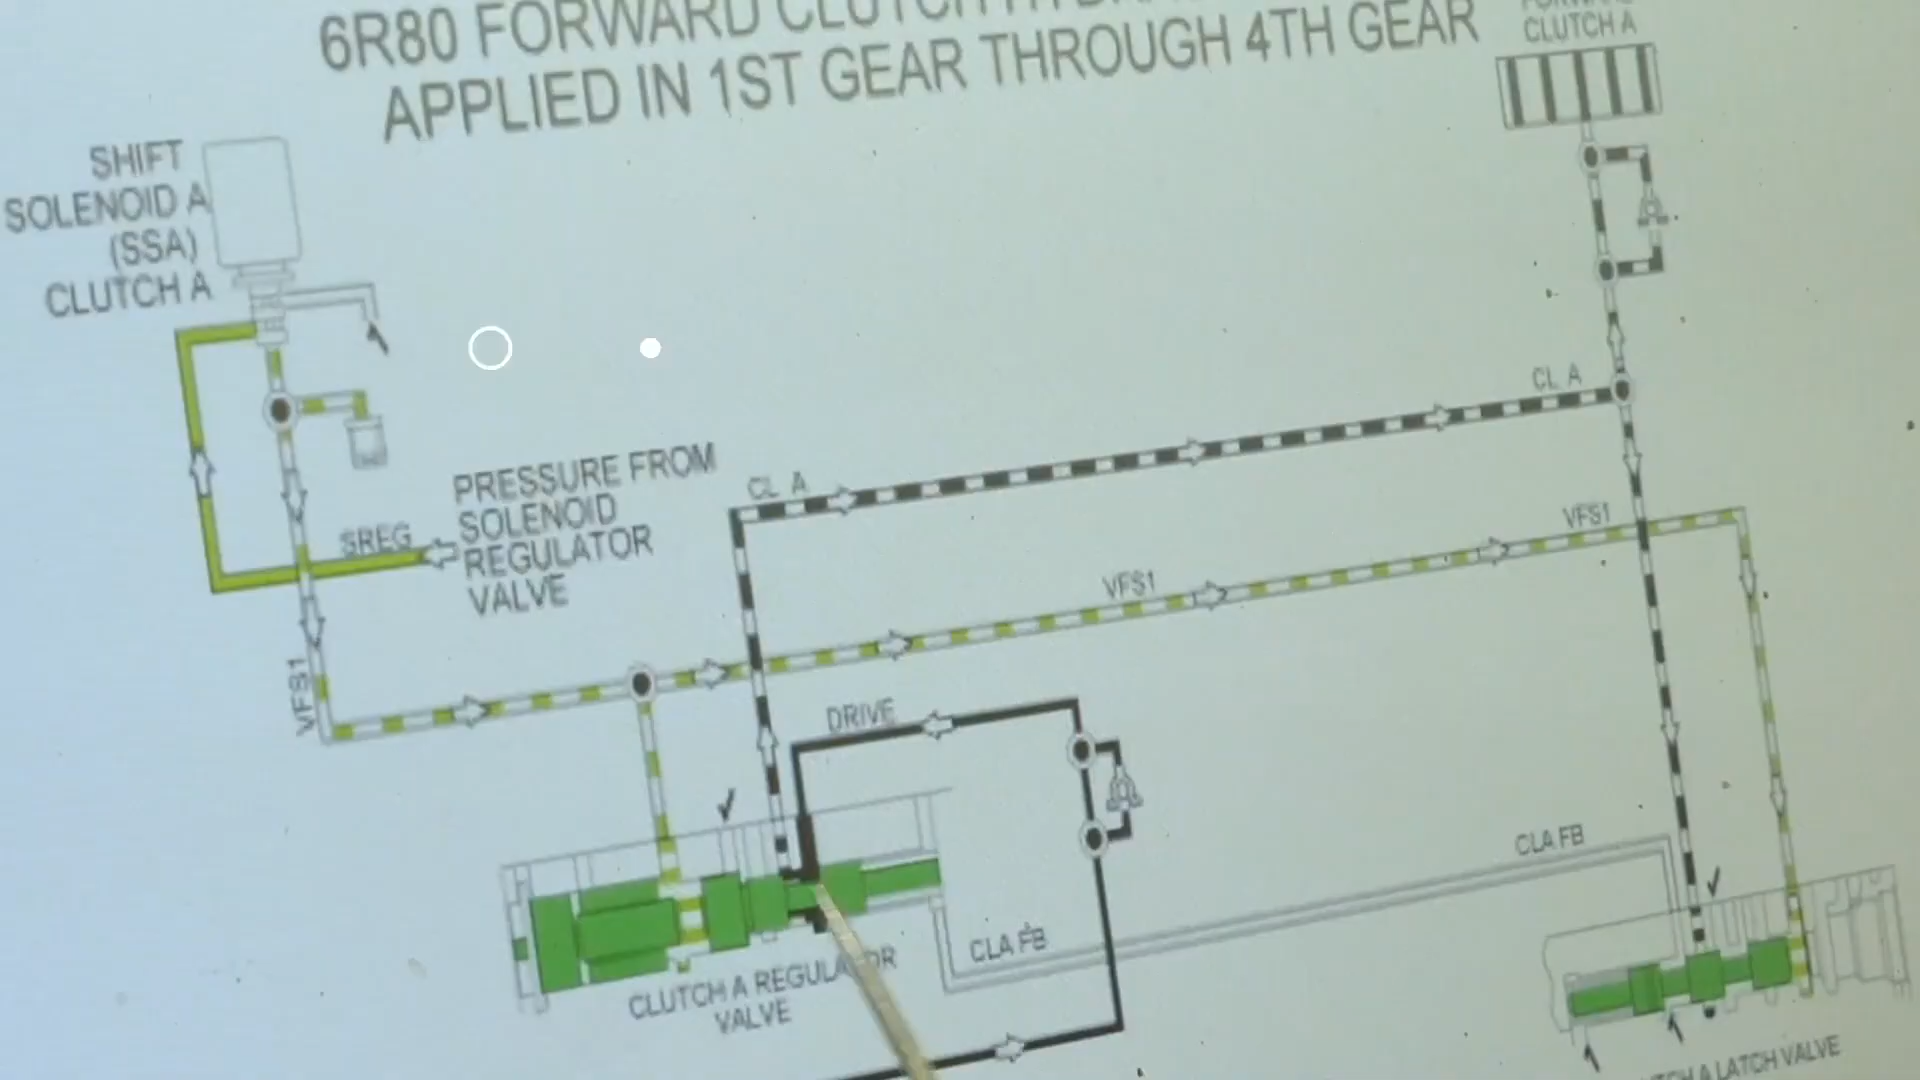 6R80 FORWARD CLUTCH
APPLIED IN 1ST GEAR THROUGH 4TH GEAR
CLUTCH A
SHIFT
SOLENOID A
(SSA)
CLUTCH A
CL A
PRESSURE FROM
SOLENOID
REGULATOR
VALVE
SREG
CL A
VFS1
VFS1
VFS1
DRIVE
CLA FB
CLA FB
CLUTCH A REGULATOR
VALVE
A LATCH VALVE